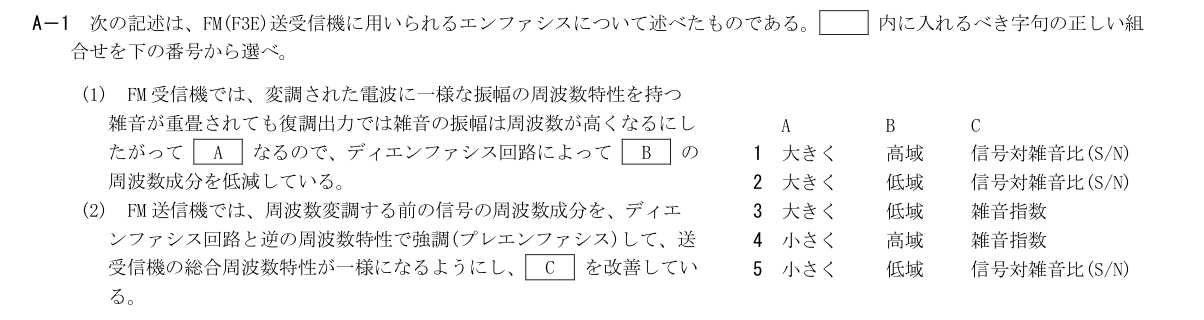 A－1　次の記述は、FM(F3E)送受信機に用いられるエンファシスについて述べたものである。□内に入れるべき字句の正しい組
合せを下の番号から選べ。
(1)　FM 受信機では、変調された電波に一様な振幅の周波数特性を持つ
雑音が重畳されても復調出力では雑音の振幅は周波数が高くなるにし
たがって A なるので、ディエンファシス回路によって B の
周波数成分を低減している。
(2)　FM 送信機では、周波数変調する前の信号の周波数成分を、ディエ
ンファシス回路と逆の周波数特性で強調(プレエンファシス)して、送
受信機の総合周波数特性が一様になるようにし、 C を改善してい
る。
A　B　C
1　大きく　高域　信号対雑音比(S/N)
2　大きく　低域　信号対雑音比(S/N)
3　大きく　低域　雑音指数
4　小さく　高域　雑音指数
5　小さく　低域　信号対雑音比(S/N)